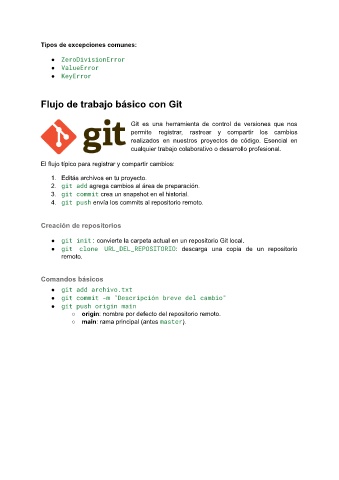 Tipos de excepciones comunes:
● ZeroDivisionError
● ValueError
● KeyError
Flujo de trabajo básico con Git
git
Git es una herramienta de control de versiones que nos
permite registrar, rastrear y compartir los cambios
realizados en nuestros proyectos de código. Esencial en
cualquier trabajo colaborativo o desarrollo profesional.
El flujo típico para registrar y compartir cambios:
1. Editás archivos en tu proyecto.
2. git add agrega cambios al área de preparación.
3. git commit crea un snapshot en el historial.
4. git push envía los commits al repositorio remoto.
Creación de repositorios
● git init : convierte la carpeta actual en un repositorio Git local.
● git clone URL_DEL_REPOSITORIO: descarga una copia de un repositorio
remoto.
Comandos básicos
● git add archivo.txt
● git commit -m "Descripción breve del cambio"
● git push origin main
○ origin: nombre por defecto del repositorio remoto.
○ main: rama principal (antes master).